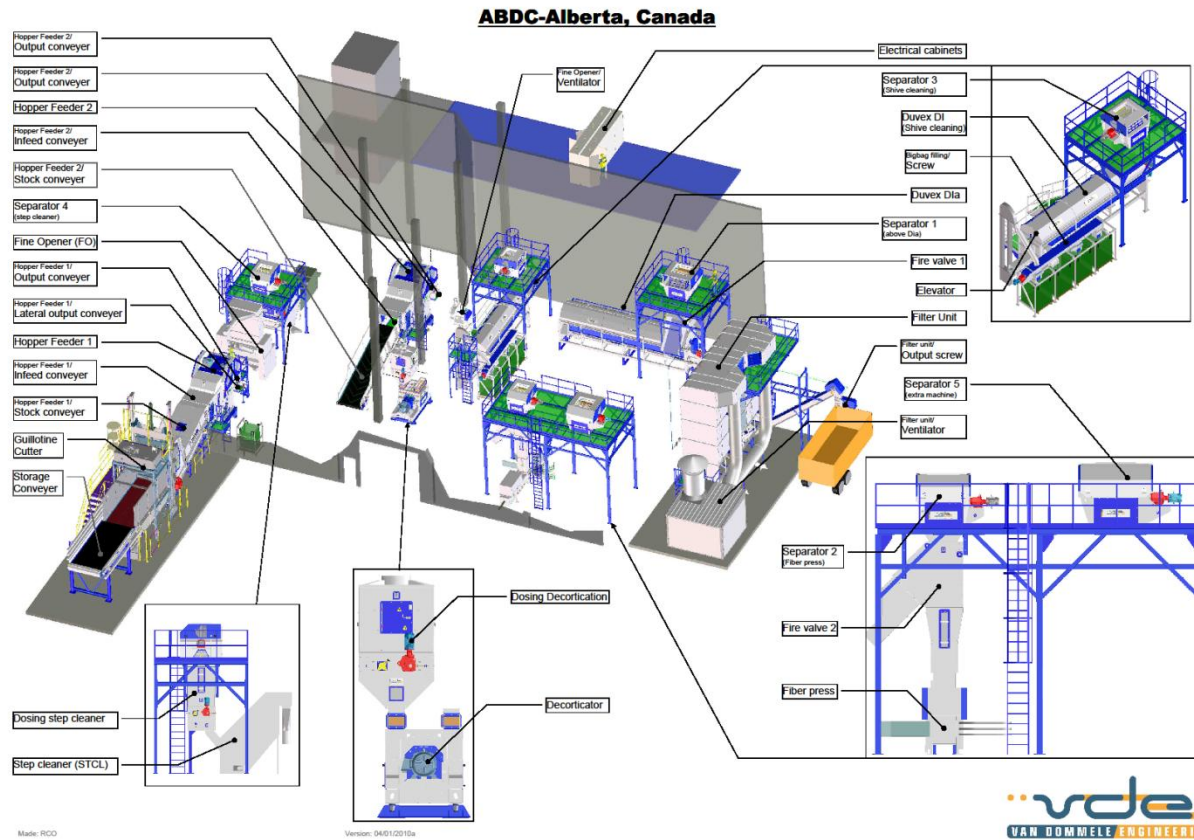 ABDC-Alberta, Canada
Hopper Feeder 2/
Output conveyer
Hopper Feeder 2/
Output conveyer
Hopper Feeder 2
Hopper Feeder 2/
Infeed conveyer
Hopper Feeder 2/
Stock conveyer
Separator 4
(step cleaner)
Fine Opener (FO)
Hopper Feeder 1/
Output conveyer
Hopper Feeder 1/
Lateral output conveyer
Hopper Feeder 1
Hopper Feeder 1/
Infeed conveyer
Hopper Feeder 1/
Stock conveyer
Guillotine
Cutter
Storage
Conveyer
Fine Opener/
Ventilator
Electrical cabinets
Separator 3
(Shive cleaning)
Duvex DI
(Shive cleaning)
Bigbag filling/
Screw
Duvex DIa
Separator 1
(above Dia)
Fire valve 1
Elevator
Filter Unit
Filter unit/
Output screw
Separator 5
(extra machine)
Filter unit/
Ventilator
Separator 2
(Fiber press)
Fire valve 2
Fiber press
Dosing Decortication
Decorticator
Dosing step cleaner
Step cleaner (STCL)
Made: RCO
Version: 04/01/2010a
vde
VAN DOMMELE ENGINEERI